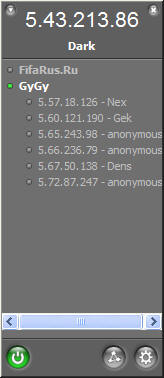 5.43.213.86
Dark
FifaRus.Ru
GyGy
5.57.18.126 - Nex
5.60.121.190 - Gek
5.65.243.98 - anonymous
5.66.236.79 - anonymous
5.67.50.138 - Dens
5.72.87.247 - anonymous